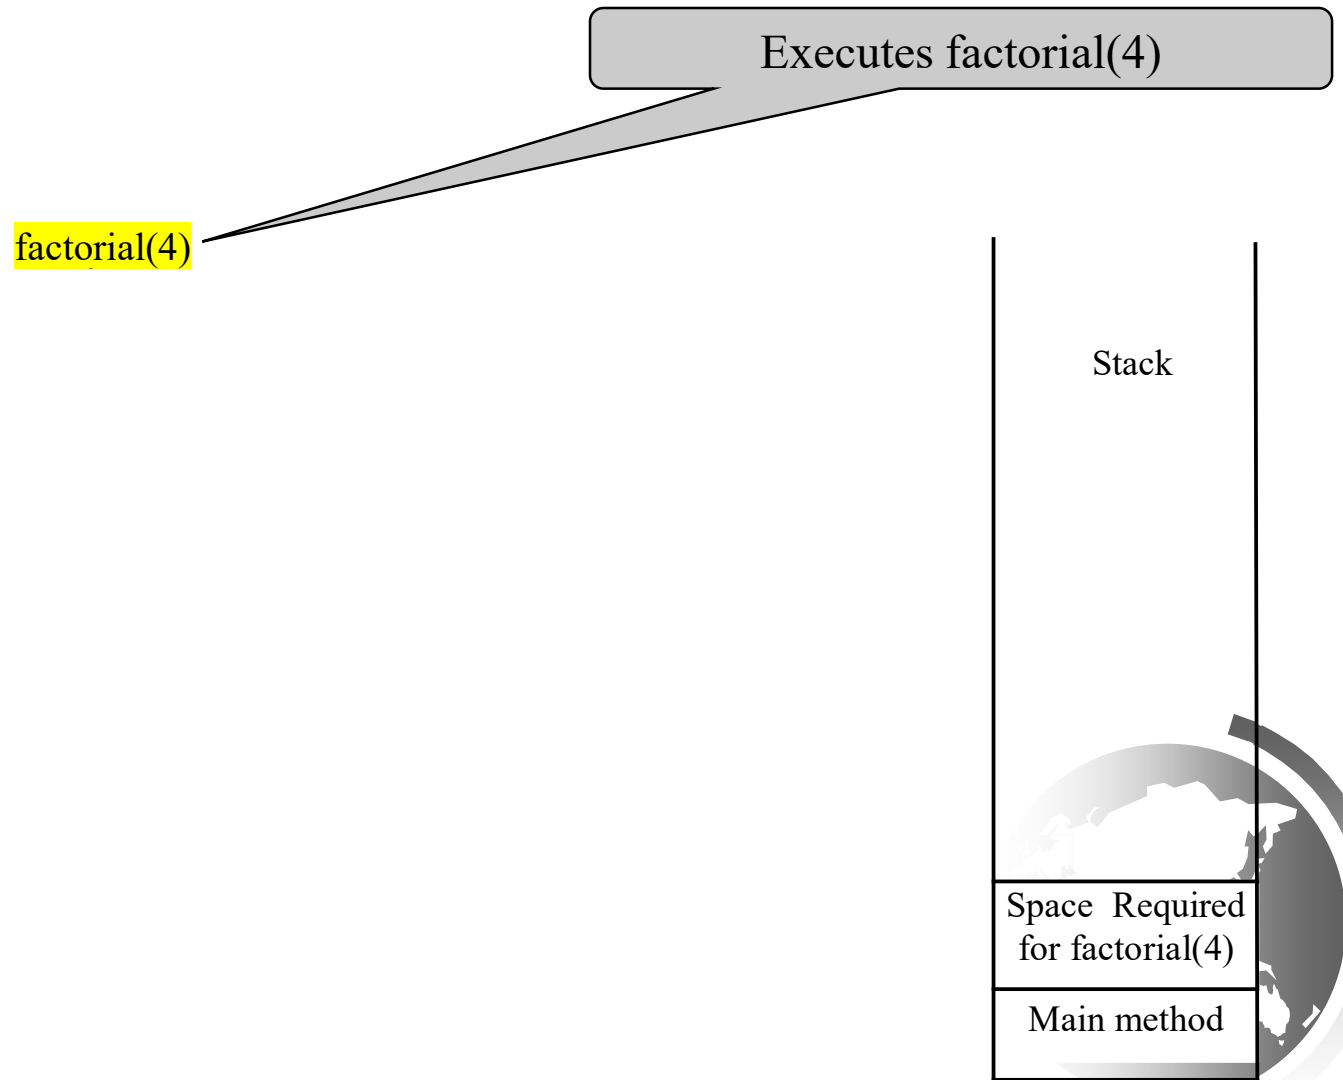 Executes factorial(4)
factorial(4)
Stack
Space Required
for factorial(4)
Main method